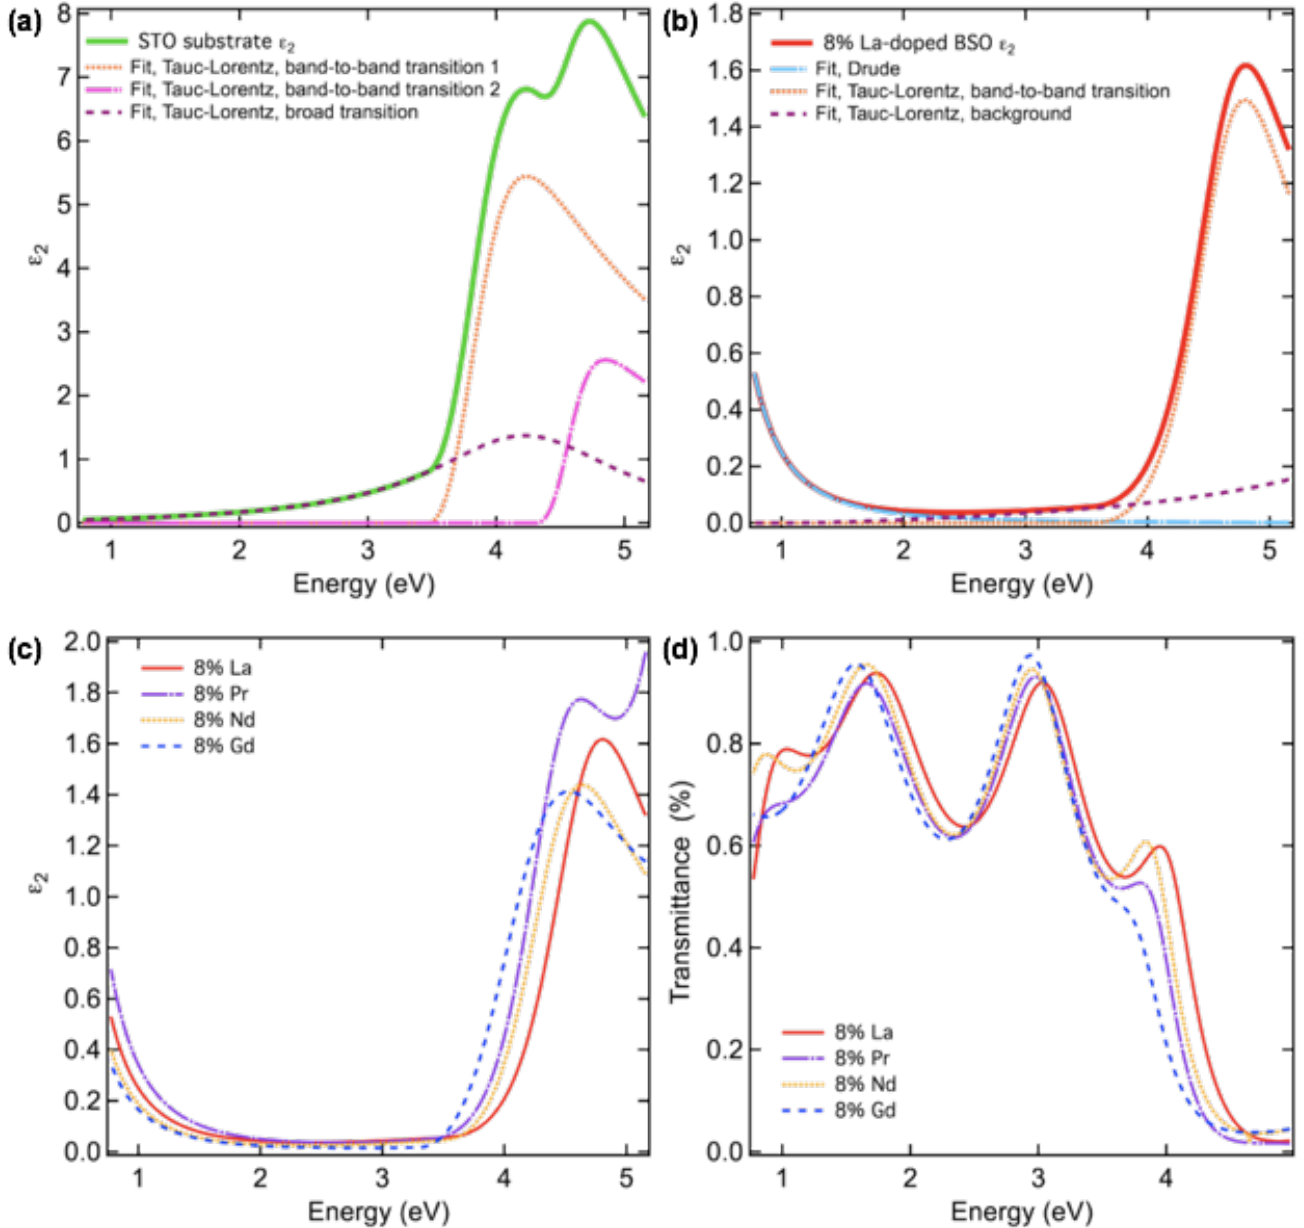 (a)
8
7
6
5
4
3
2
1
0
ε2
STO substrate ε2
Fit, Tauc-Lorentz, band-to-band transition 1
Fit, Tauc-Lorentz, band-to-band transition 2
Fit, Tauc-Lorentz, broad transition
1 2 3 4 5
Energy (eV)
(b)
1.8
1.6
1.4
1.2
1.0
0.8
0.6
0.4
0.2
0.0
ε2
8% La-doped BSO ε2
Fit, Drude
Fit, Tauc-Lorentz, band-to-band transition
Fit, Tauc-Lorentz, background
1 2 3 4 5
Energy (eV)
(c)
2.0
1.8
1.6
1.4
1.2
1.0
0.8
0.6
0.4
0.2
0.0
ε2
8% La
8% Pr
8% Nd
8% Gd
1 2 3 4 5
Energy (eV)
(d)
1.0
0.8
0.6
0.4
0.2
0.0
Transmittance (%)
8% La
8% Pr
8% Nd
8% Gd
1 2 3 4
Energy (eV)